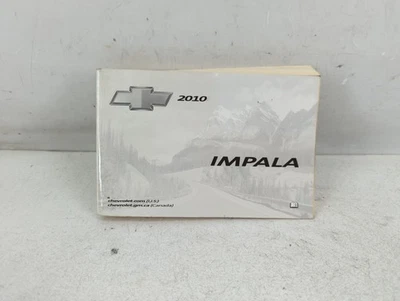 2010
IMPALA
chevrolet.com (U.S.)
chevrolet.gm.ca (Canada)